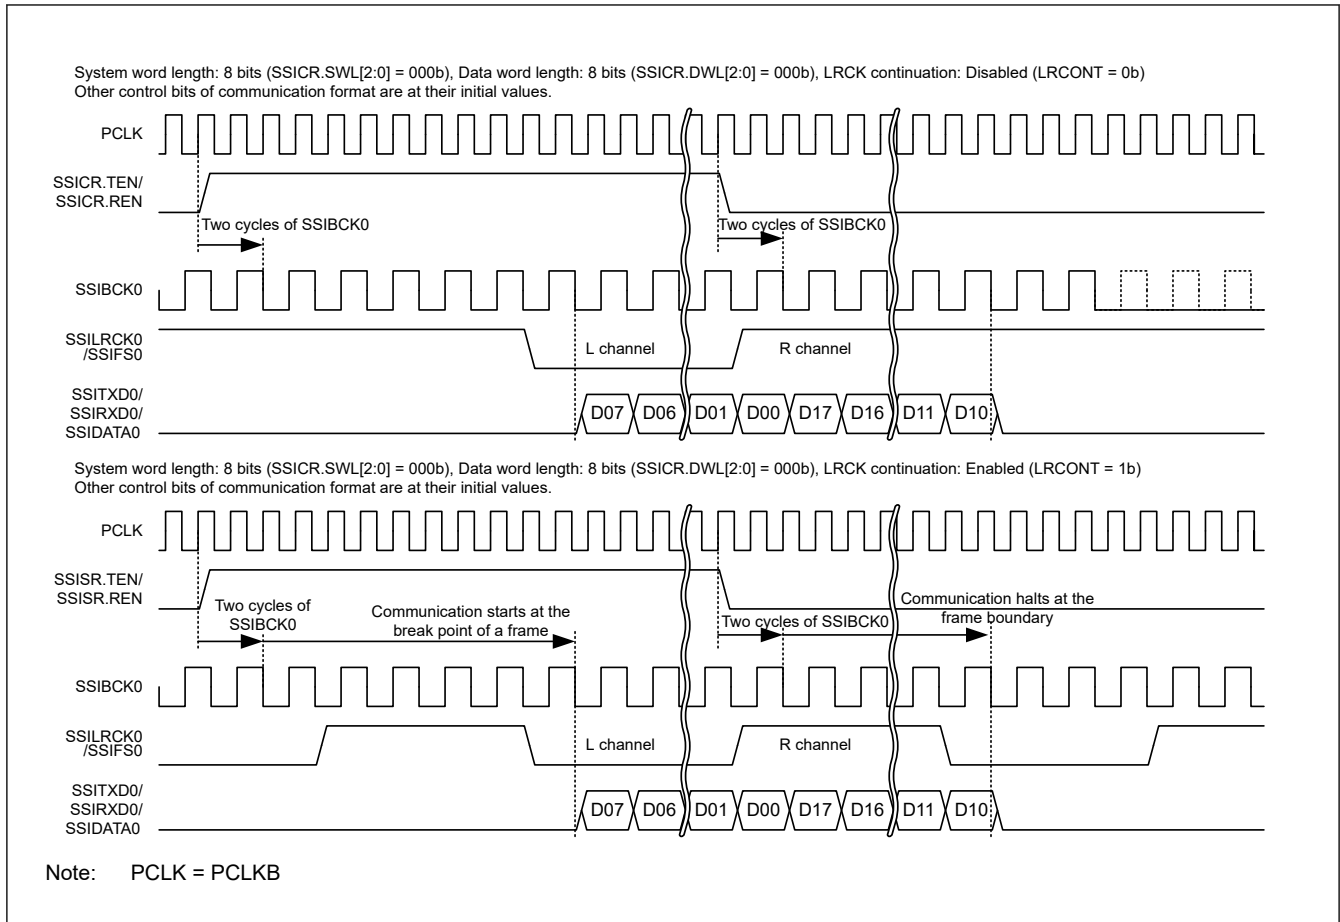 System word length: 8 bits (SSICR.SWL[2:0] = 000b), Data word length: 8 bits (SSICR.DWL[2:0] = 000b), LRCK continuation: Disabled (LRCONT = 0b)
Other control bits of communication format are at their initial values.
PCLK
SSICR.TEN/
SSICR.REN
Two cycles of SSIBCK0
Two cycles of SSIBCK0
SSIBCK0
SSILRCK0
/SSIFS0
L channel
R channel
SSITXD0/
SSIRXD0/
SSIDATA0
D07 D06 D01 D00 D17 D16 D11 D10
System word length: 8 bits (SSICR.SWL[2:0] = 000b), Data word length: 8 bits (SSICR.DWL[2:0] = 000b), LRCK continuation: Enabled (LRCONT = 1b)
Other control bits of communication format are at their initial values.
PCLK
SSISR.TEN/
SSISR.REN
Two cycles of
SSIBCK0
Communication starts at the
break point of a frame
Two cycles of SSIBCK0
Communication halts at the
frame boundary
SSIBCK0
SSILRCK0
/SSIFS0
L channel
R channel
SSITXD0/
SSIRXD0/
SSIDATA0
D07 D06 D01 D00 D17 D16 D11 D10
Note: PCLK = PCLKB